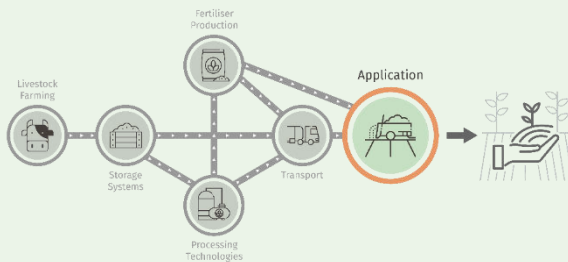 Fertiliser
Production
Application
Livestock
Farming
Storage
Systems
Transport
Processing
Technologies